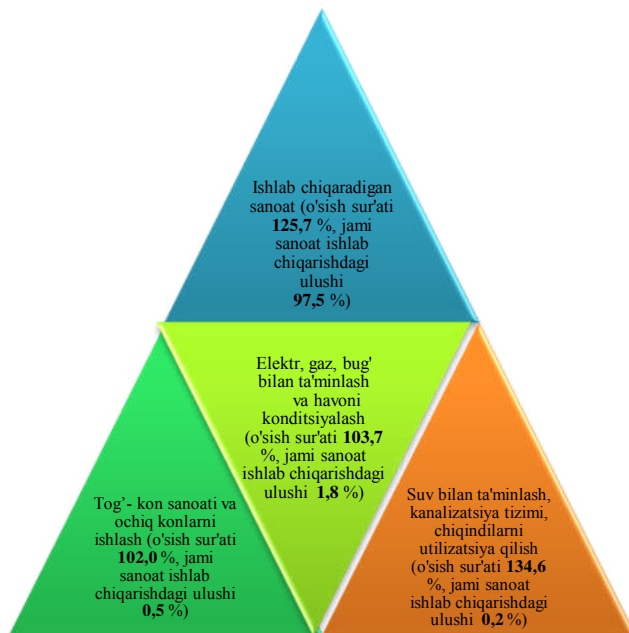 Ishlab chiqaradigan
sanoat (o'sish sur'ati
125,7 %, jami
sanoat ishlab
chiqarishdagi
ulushi
97,5 %)
Elektr, gaz, bug'
bilan ta'minlash
va havoni
konditsiyalash
(o'sish sur'ati 103,7
%, jami sanoat
ishlab chiqarishdagi
ulushi 1,8 %)
Tog’- kon sanoati va
ochiq konlarni
ishlash (o'sish sur'ati
102,0 %, jami
sanoat ishlab
chiqarishdagi ulushi
0,5 %)
Suv bilan ta'minlash,
kanalizatsiya tizimi,
chiqindilarni
utilizatsiya qilish
(o'sish sur'ati 134,6
%, jami sanoat
ishlab chiqarishdagi
ulushi 0,2 %)